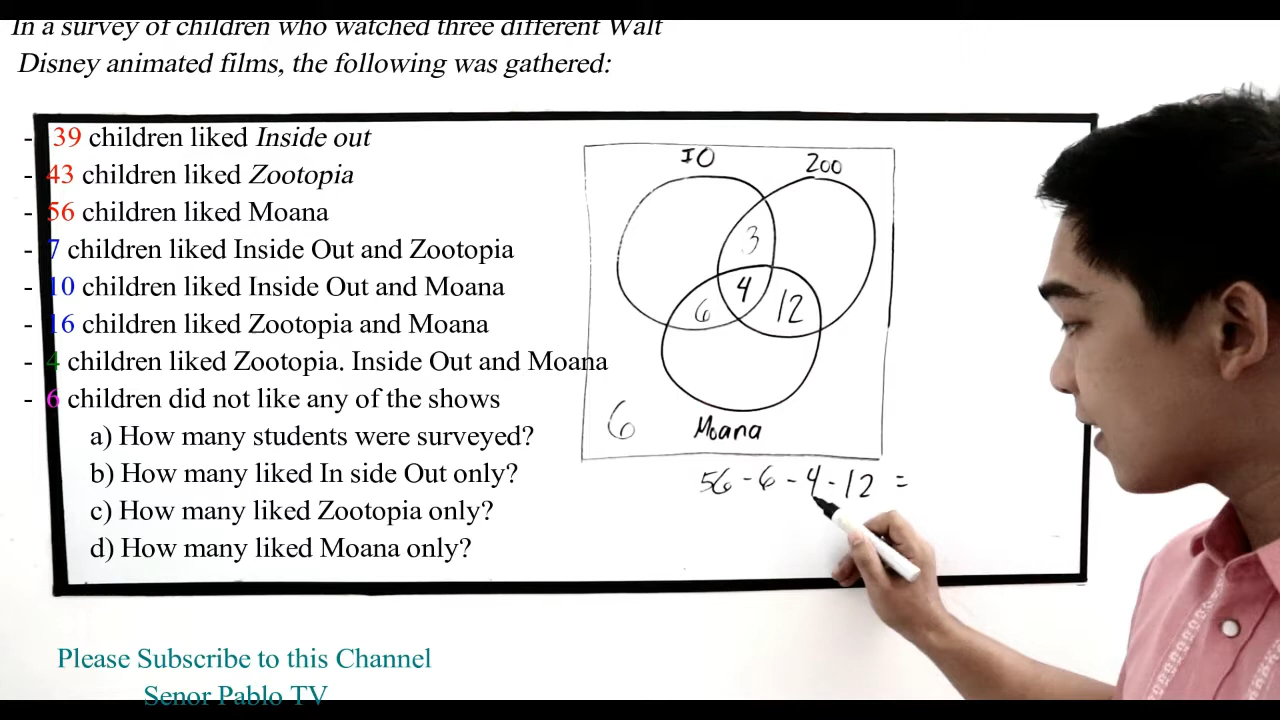 In a survey of children who watched three different Walt
Disney animated films, the following was gathered:
- 39 children liked Inside out
- 43 children liked Zootopia
- 56 children liked Moana
- 7 children liked Inside Out and Zootopia
- 10 children liked Inside Out and Moana
- 16 children liked Zootopia and Moana
- 4 children liked Zootopia. Inside Out and Moana
- 6 children did not like any of the shows
a) How many students were surveyed?
b) How many liked In side Out only?
c) How many liked Zootopia only?
d) How many liked Moana only?
IO
Zoo
3
4
6
12
6
Moana
56 - 6 - 4 - 12 =
Please Subscribe to this Channel
Senor Pablo TV